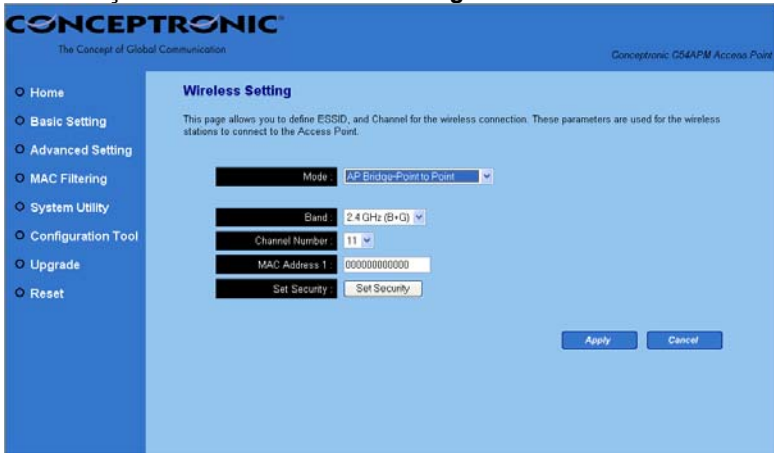 CONCEPTRONIC
The Concept of Global Communication
Conceptronic C54APM Access Point
Home
Basic Setting
Advanced Setting
MAC Filtering
System Utility
Configuration Tool
Upgrade
Reset
Wireless Setting
This page allows you to define ESSID, and Channel for the wireless connection. These parameters are used for the wireless
stations to connect to the Access Point.
Mode : AP Bridge-Point to Point
Band : 2.4 GHz (B+G)
Channel Number : 11
MAC Address 1 : 000000000000
Set Security : Set Security
Apply Cancel